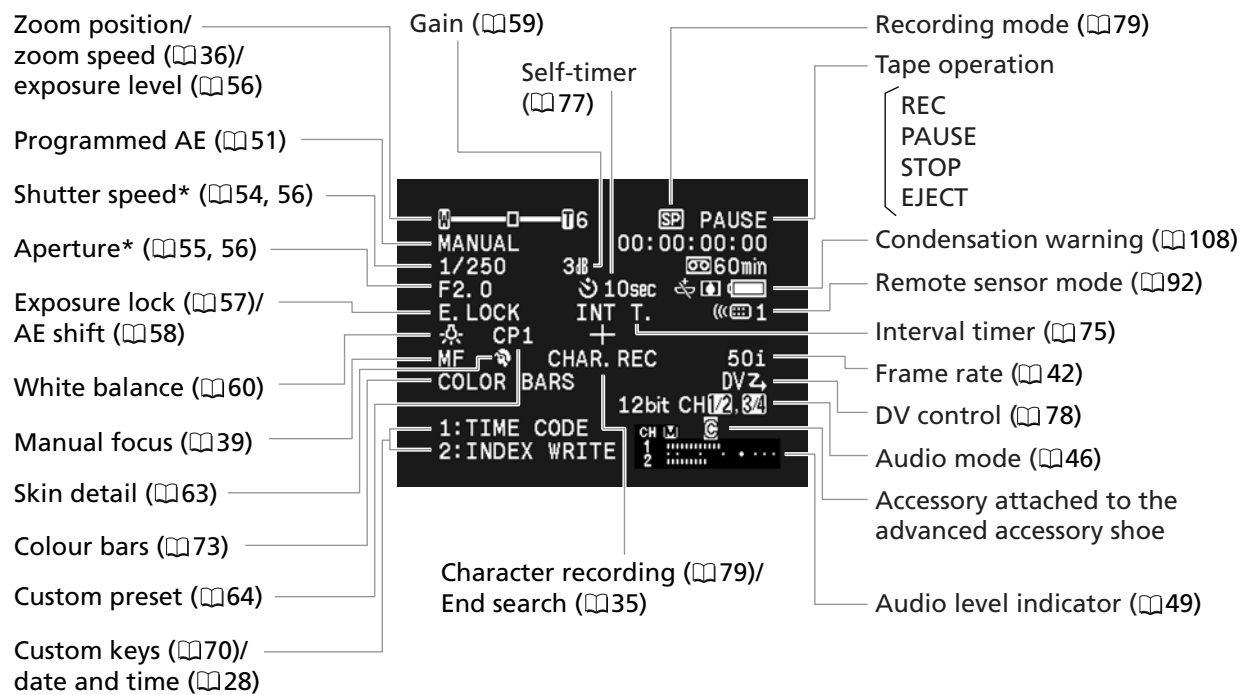 Zoom position/
zoom speed (36)/
exposure level (56)
Programmed AE (51)
Shutter speed* (54, 56)
Aperture* (55, 56)
Exposure lock (57)/
AE shift (58)
White balance (60)
Manual focus (39)
Skin detail (63)
Colour bars (73)
Custom preset (64)
Custom keys (70)/
date and time (28)
Gain (59)
Self-timer
(77)
W T6 SP PAUSE
MANUAL 00:00:00:00
1/250 3dB 60min
F2.0 10sec
E.LOCK INT T. 1
CP1
MF CHAR.REC 50i
COLOR BARS DV
12bit CH1/2,3/4
1:TIME CODE C
2:INDEX WRITE
CH M
1
2
Character recording (79)/
End search (35)
Recording mode (79)
Tape operation
REC
PAUSE
STOP
EJECT
Condensation warning (108)
Remote sensor mode (92)
Interval timer (75)
Frame rate (42)
DV control (78)
Audio mode (46)
Accessory attached to the
advanced accessory shoe
Audio level indicator (49)